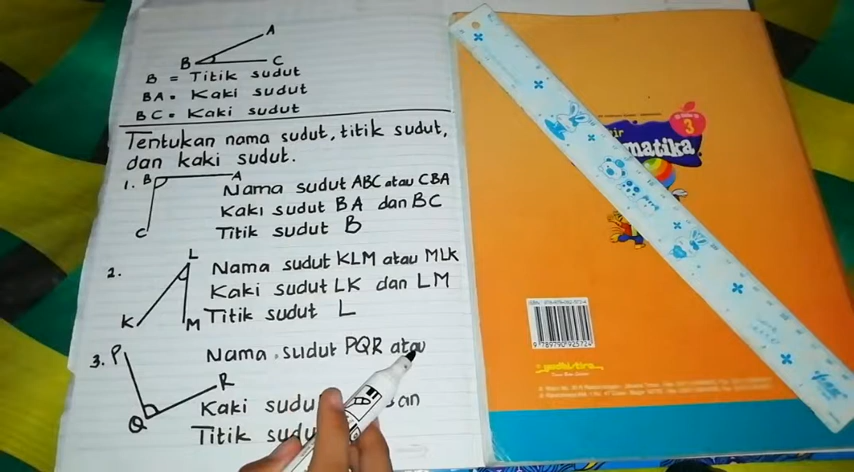 A
B
C
B = Titik sudut
BA = Kaki sudut
BC = Kaki sudut
Tentukan nama sudut, titik sudut,
dan kaki sudut.
1. B A
C
Nama sudut ABC atau CBA
Kaki sudut BA dan BC
Titik sudut B
2. L
K M
Nama sudut KLM atau MLK
Kaki sudut LK dan LM
Titik sudut L
3. P
R
Q
Nama sudut PQR atau
Kaki
Titik
3
9789790925724
yudhistira